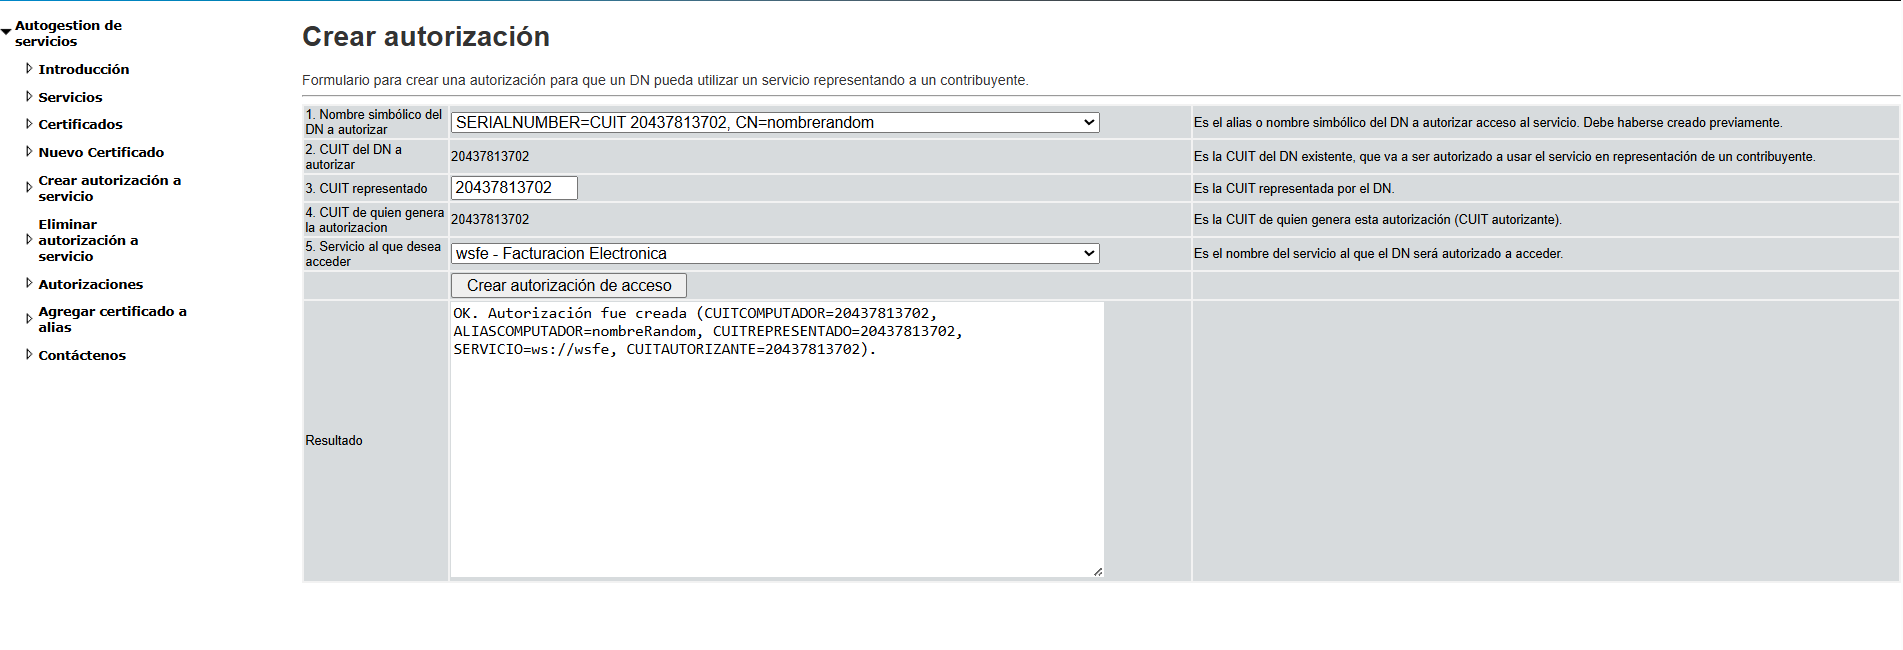 Autogestion de
servicios
Introducción
Servicios
Certificados
Nuevo Certificado
Crear autorización a
servicio
Eliminar
autorización a
servicio
Autorizaciones
Agregar certificado a
alias
Contáctenos
Crear autorización
Formulario para crear una autorización para que un DN pueda utilizar un servicio representando a un contribuyente.
1. Nombre simbólico del
DN a autorizar
SERIALNUMBER=CUIT 20437813702, CN=nombrerandom
Es el alias o nombre simbólico del DN a autorizar acceso al servicio. Debe haberse creado previamente.
2. CUIT del DN a
autorizar
20437813702
Es la CUIT del DN existente, que va a ser autorizado a usar el servicio en representación de un contribuyente.
3. CUIT representado
20437813702
Es la CUIT representada por el DN.
4. CUIT de quien genera
la autorizacion
20437813702
Es la CUIT de quien genera esta autorización (CUIT autorizante).
5. Servicio al que desea
acceder
wsfe - Facturacion Electronica
Es el nombre del servicio al que el DN será autorizado a acceder.
Crear autorización de acceso
Resultado
OK. Autorización fue creada (CUITCOMPUTADOR=20437813702,
ALIASCOMPUTADOR=nombreRandom, CUITREPRESENTADO=20437813702,
SERVICIO=ws://wsfe, CUITAUTORIZANTE=20437813702).